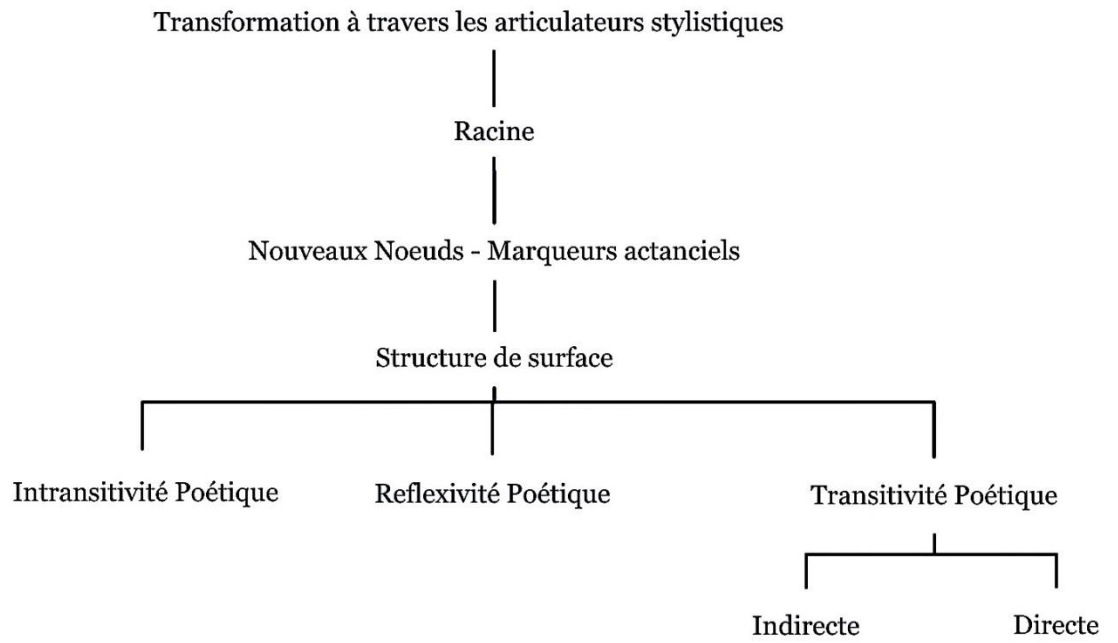 Transformation à travers les articulateurs stylistiques
Racine
Nouveaux Noeuds - Marqueurs actanciels
Structure de surface
Intransitivité Poétique
Reflexivité Poétique
Transitivité Poétique
Indirecte
Directe